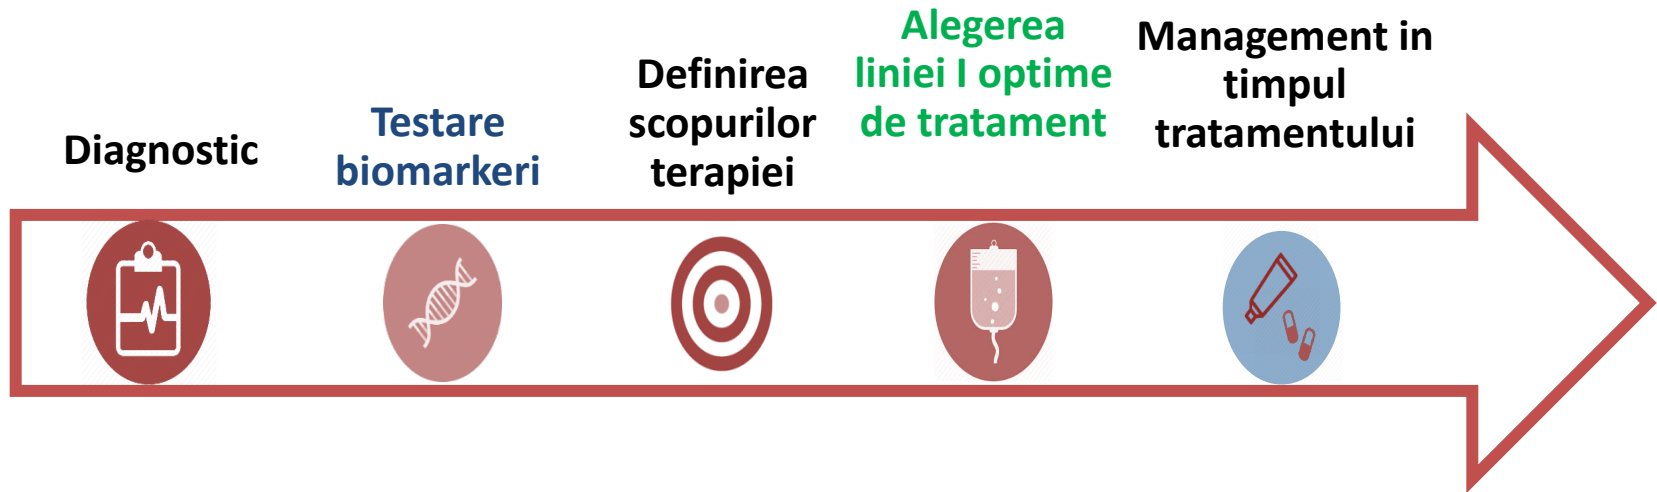 Diagnostic
Testare
biomarkeri
Definirea
scopurilor
terapiei
Alegerea
liniei I optime
de tratament
Management in
timpul
tratamentului